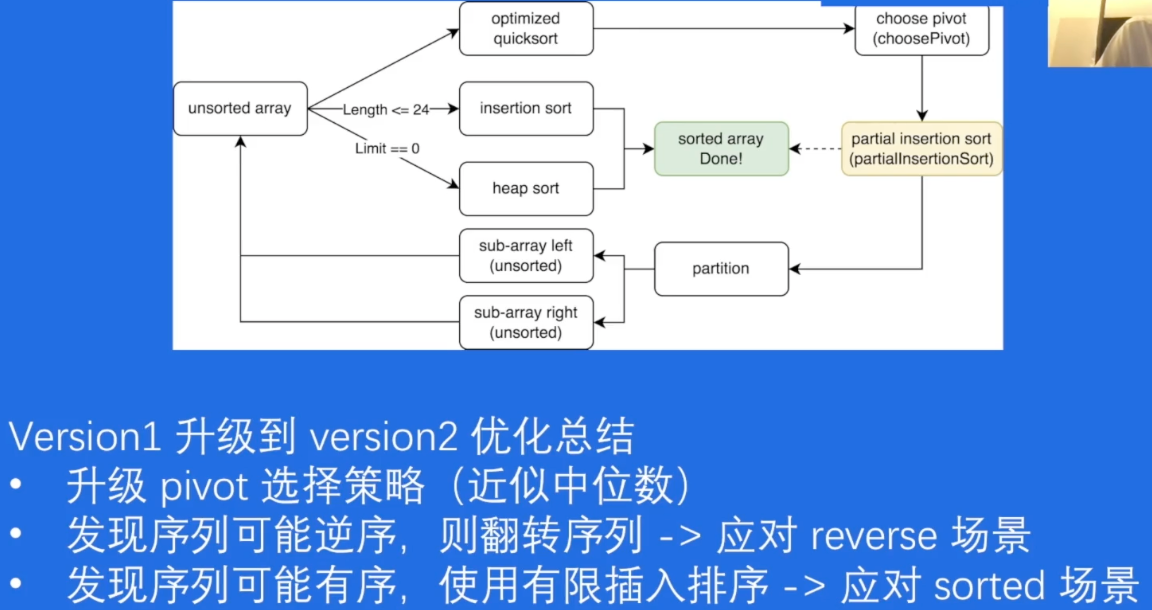 optimized
quicksort
choose pivot
(choosePivot)
unsorted array
Length <= 24
insertion sort
Limit == 0
sorted array
Done!
partial insertion sort
(partialInsertionSort)
heap sort
sub-array left
(unsorted)
partition
sub-array right
(unsorted)
Version1 升级到 version2 优化总结
• 升级 pivot 选择策略（近似中位数）
• 发现序列可能逆序，则翻转序列 -> 应对 reverse 场景
• 发现序列可能有序，使用有限插入排序 -> 应对 sorted 场景